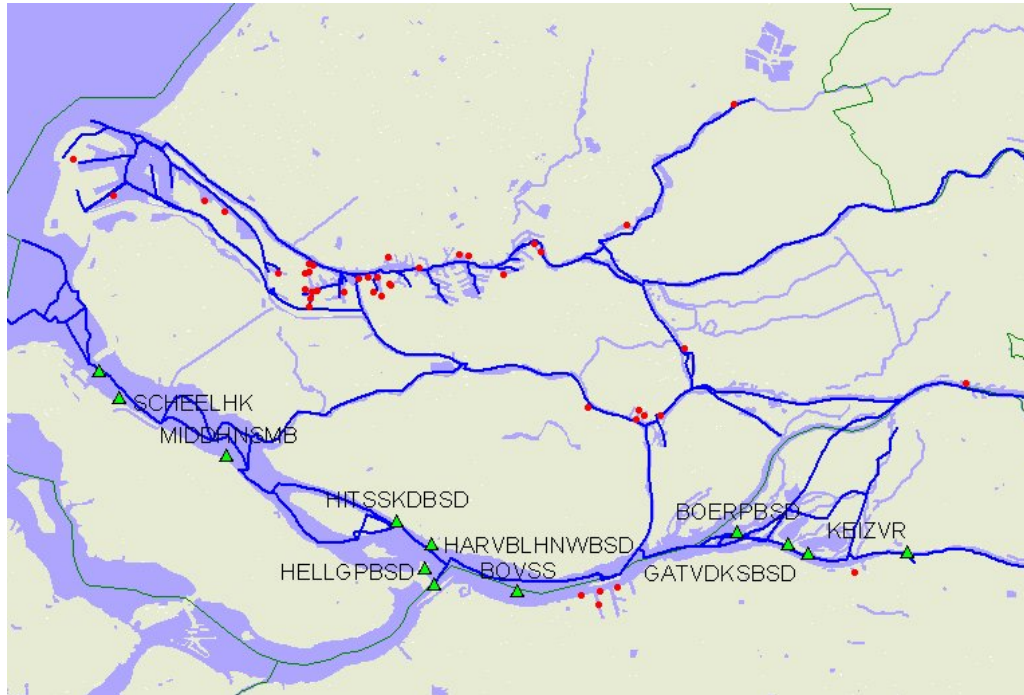 SCHEELHK
MIDDHNSMB
HITSSKDBSD
BOERPBSD
KEIZVR
HARVBLHNWBSD
HELLGPBSD
BOVSS
GATVDKSBSD